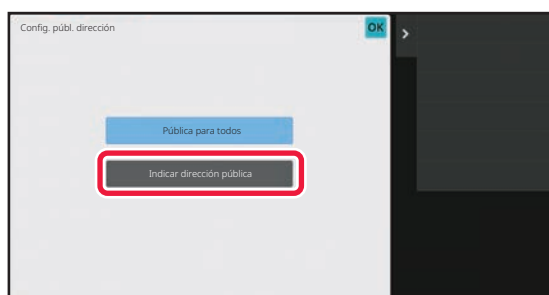 Config. públ. dirección
OK
Pública para todos
Indicar dirección pública